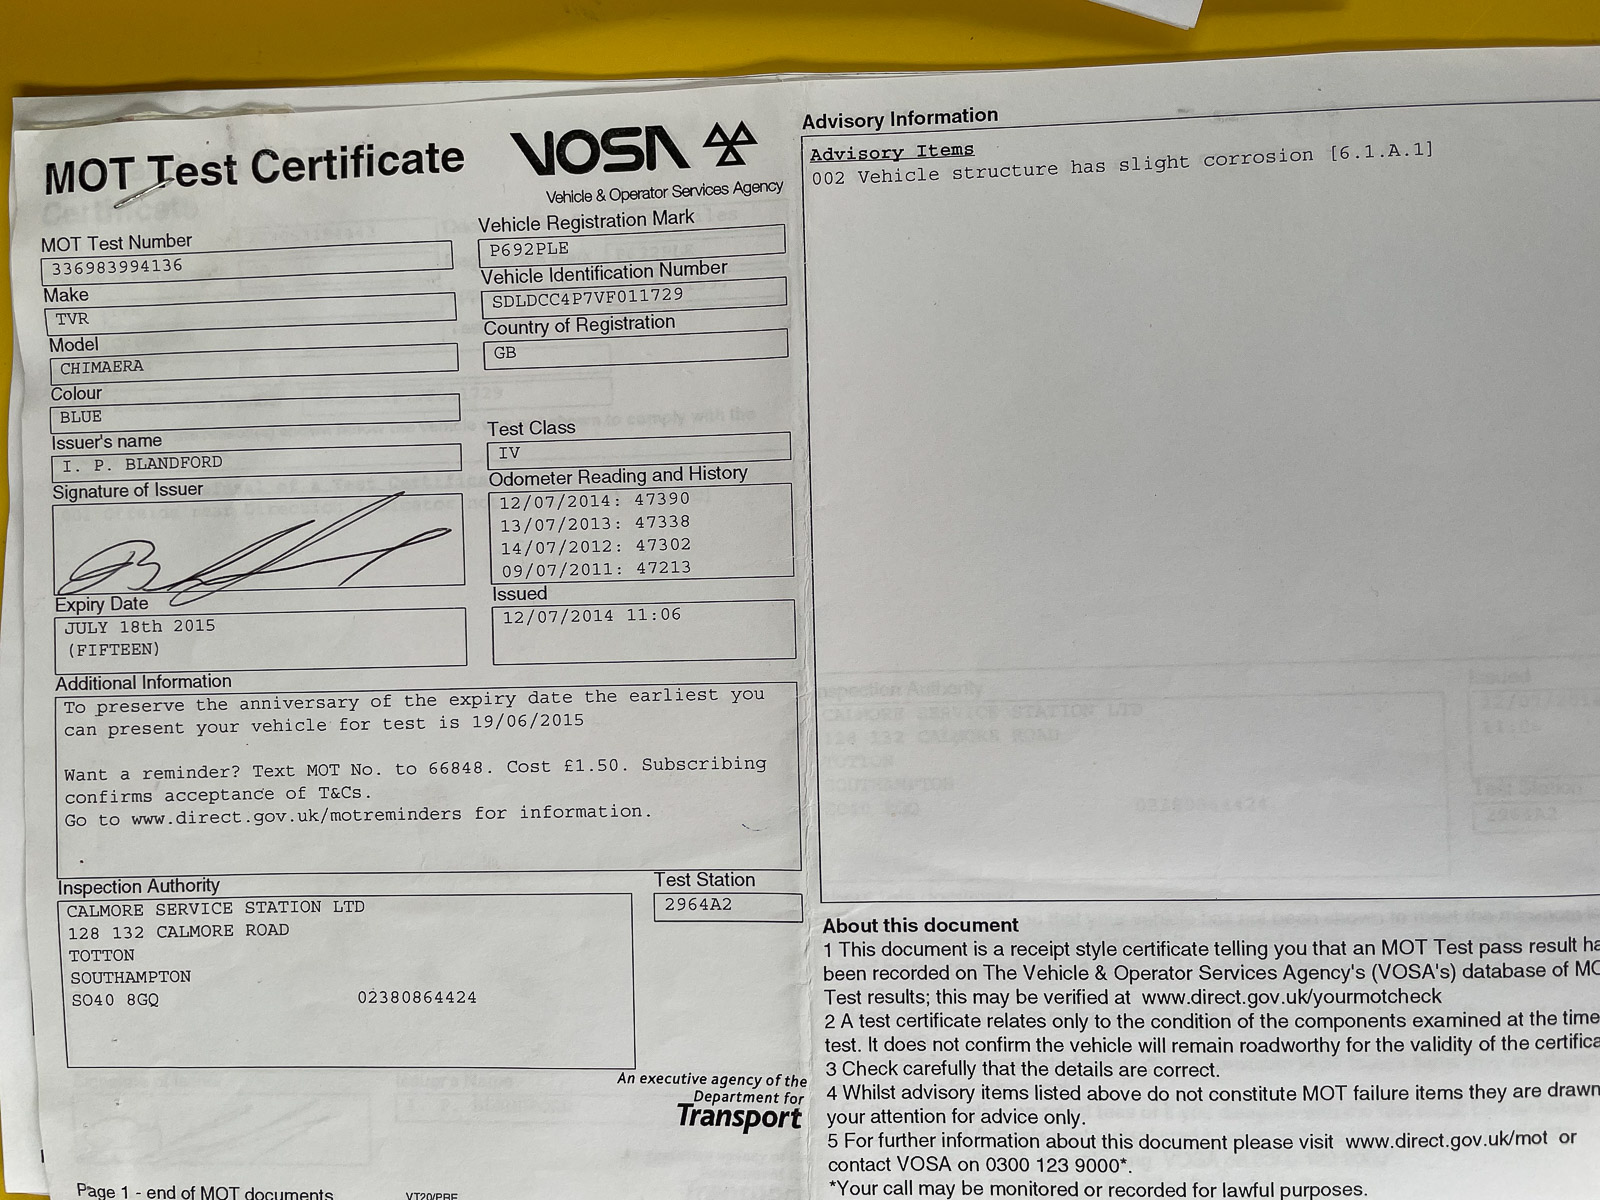 MOT Test Certificate
VOSA
Vehicle & Operator Services Agency
MOT Test Number
336983994136
Make
TVR
Model
CHIMAERA
Colour
BLUE
Issuer's name
I. P. BLANDFORD
Signature of Issuer
Expiry Date
JULY 18th 2015
(FIFTEEN)
Vehicle Registration Mark
P692PLE
Vehicle Identification Number
SDLDCC4P7VF011729
Country of Registration
GB
Test Class
IV
Odometer Reading and History
12/07/2014: 47390
13/07/2013: 47338
14/07/2012: 47302
09/07/2011: 47213
Issued
12/07/2014 11:06
Additional Information
To preserve the anniversary of the expiry date the earliest you
can present your vehicle for test is 19/06/2015
Want a reminder? Text MOT No. to 66848. Cost £1.50. Subscribing
confirms acceptance of T&Cs.
Go to www.direct.gov.uk/motreminders for information.
.
Inspection Authority
CALMORE SERVICE STATION LTD
128 132 CALMORE ROAD
TOTTON
SOUTHAMPTON
SO40 8GQ 02380864424
Test Station
2964A2
An executive agency of the
Department for
Transport
Page 1 - end of MOT documents VT20/PRE
Advisory Information
Advisory Items
002 Vehicle structure has slight corrosion [6.1.A.1]
About this document
1 This document is a receipt style certificate telling you that an MOT Test pass result ha
been recorded on The Vehicle & Operator Services Agency's (VOSA's) database of MO
Test results; this may be verified at www.direct.gov.uk/yourmotcheck
2 A test certificate relates only to the condition of the components examined at the time
test. It does not confirm the vehicle will remain roadworthy for the validity of the certifica
3 Check carefully that the details are correct.
4 Whilst advisory items listed above do not constitute MOT failure items they are drawn
your attention for advice only.
5 For further information about this document please visit www.direct.gov.uk/mot or
contact VOSA on 0300 123 9000*.
*Your call may be monitored or recorded for lawful purposes.